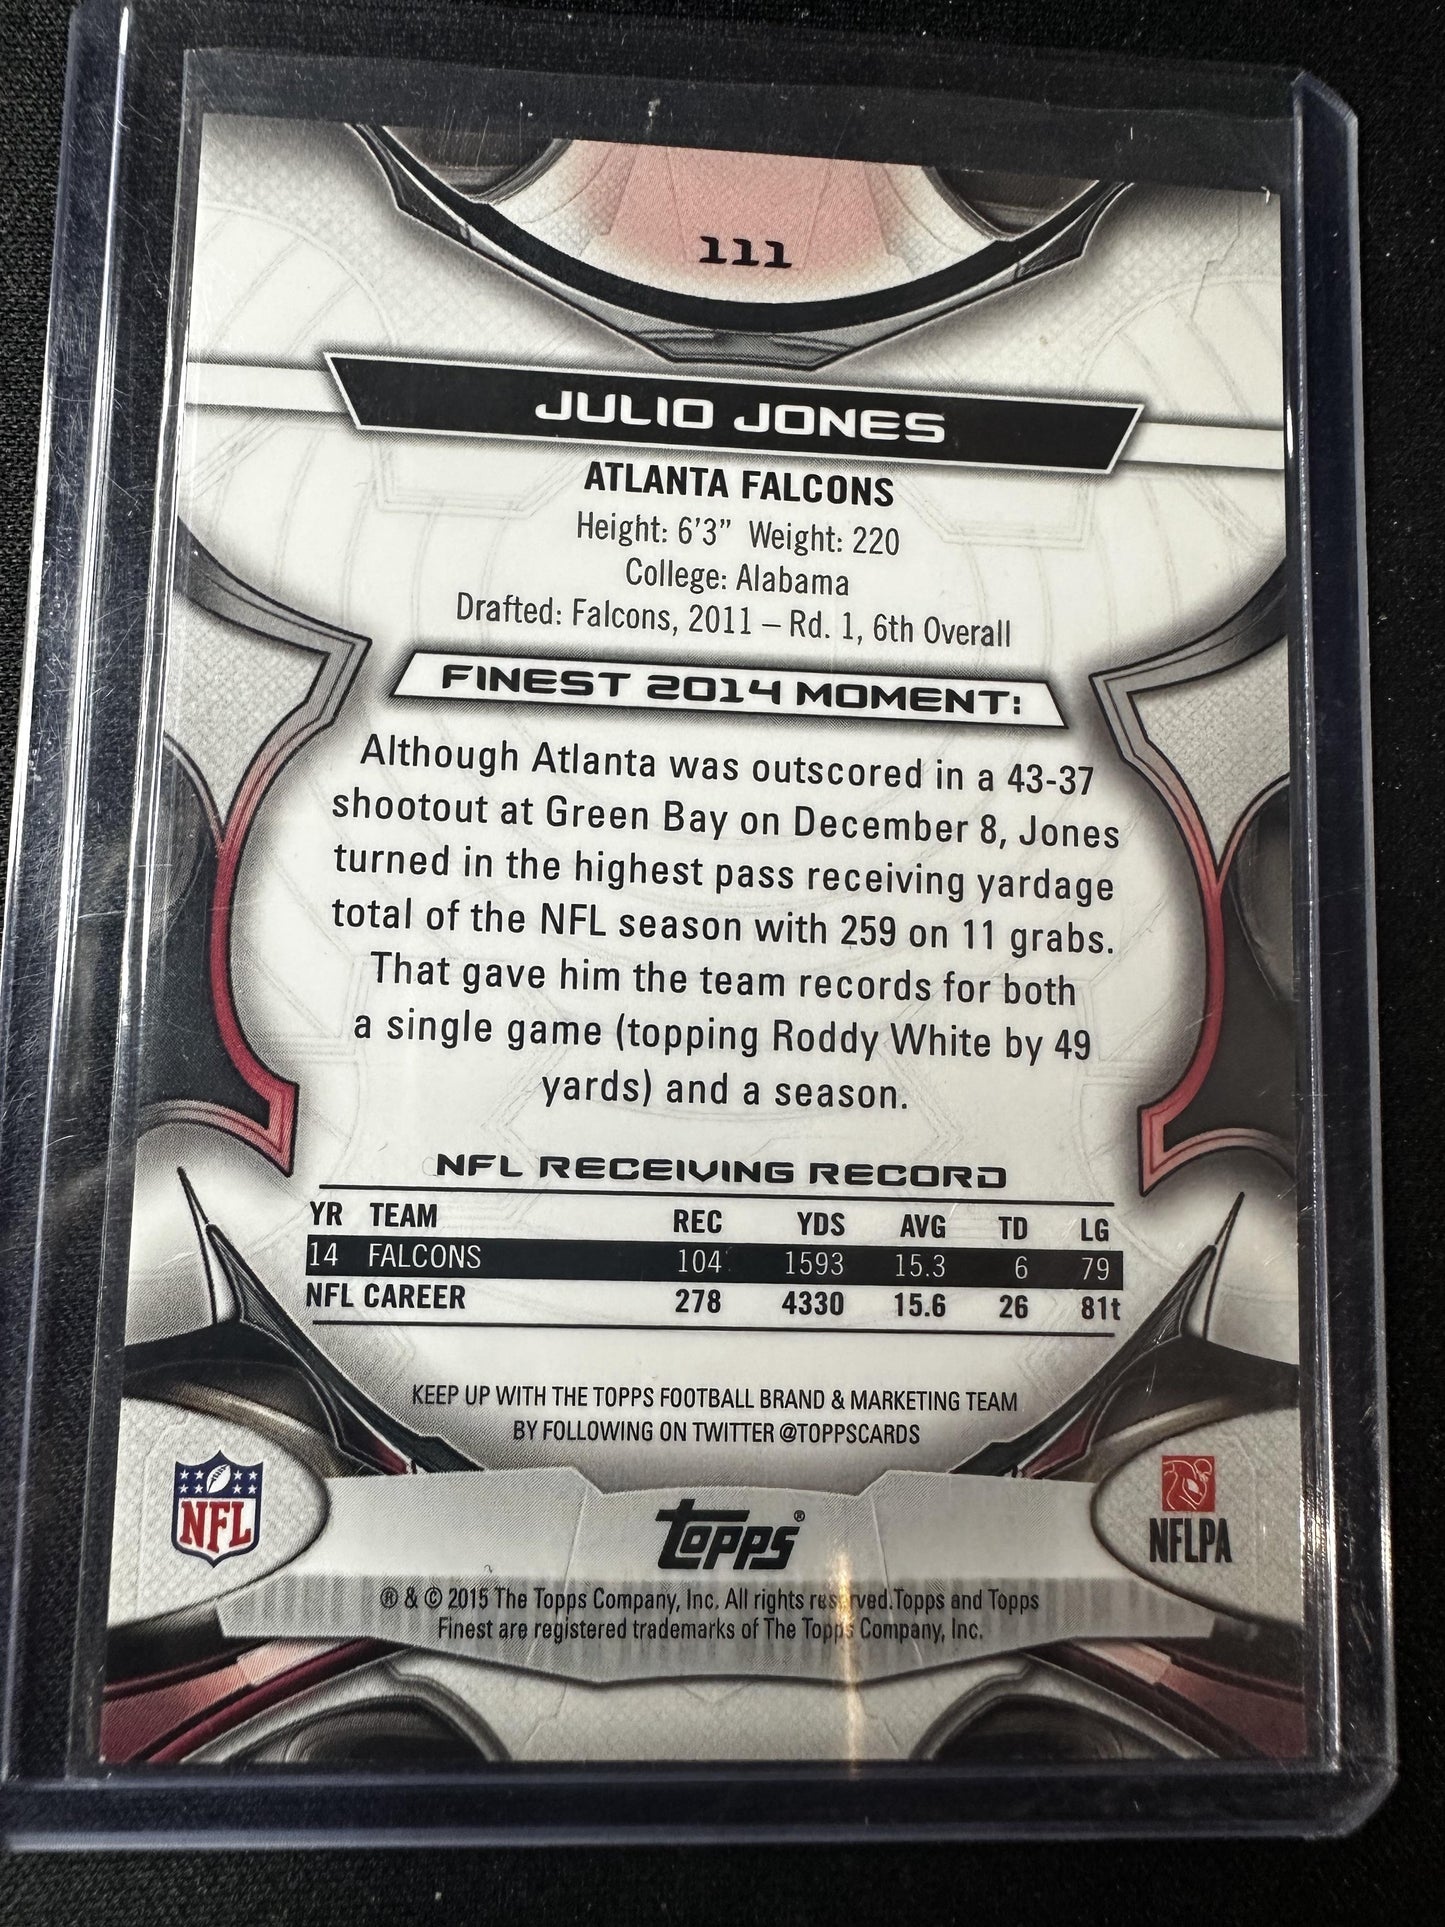 111
JULIO JONES
ATLANTA FALCONS
Height: 6’3” Weight: 220
College: Alabama
Drafted: Falcons, 2011 – Rd. 1, 6th Overall
FINEST 2014 MOMENT:
Although Atlanta was outscored in a 43-37
shootout at Green Bay on December 8, Jones
turned in the highest pass receiving yardage
total of the NFL season with 259 on 11 grabs.
That gave him the team records for both
a single game (topping Roddy White by 49
yards) and a season.
NFL RECEIVING RECORD
YR TEAM REC YDS AVG TD LG
14 FALCONS 104 1593 15.3 6 79
NFL CAREER 278 4330 15.6 26 81t
KEEP UP WITH THE TOPPS FOOTBALL BRAND & MARKETING TEAM
BY FOLLOWING ON TWITTER @TOPPSCARDS
NFL
topps®
NFLPA
® & © 2015 The Topps Company, Inc. All rights reserved.Topps and Topps
Finest are registered trademarks of The Topps Company, Inc.